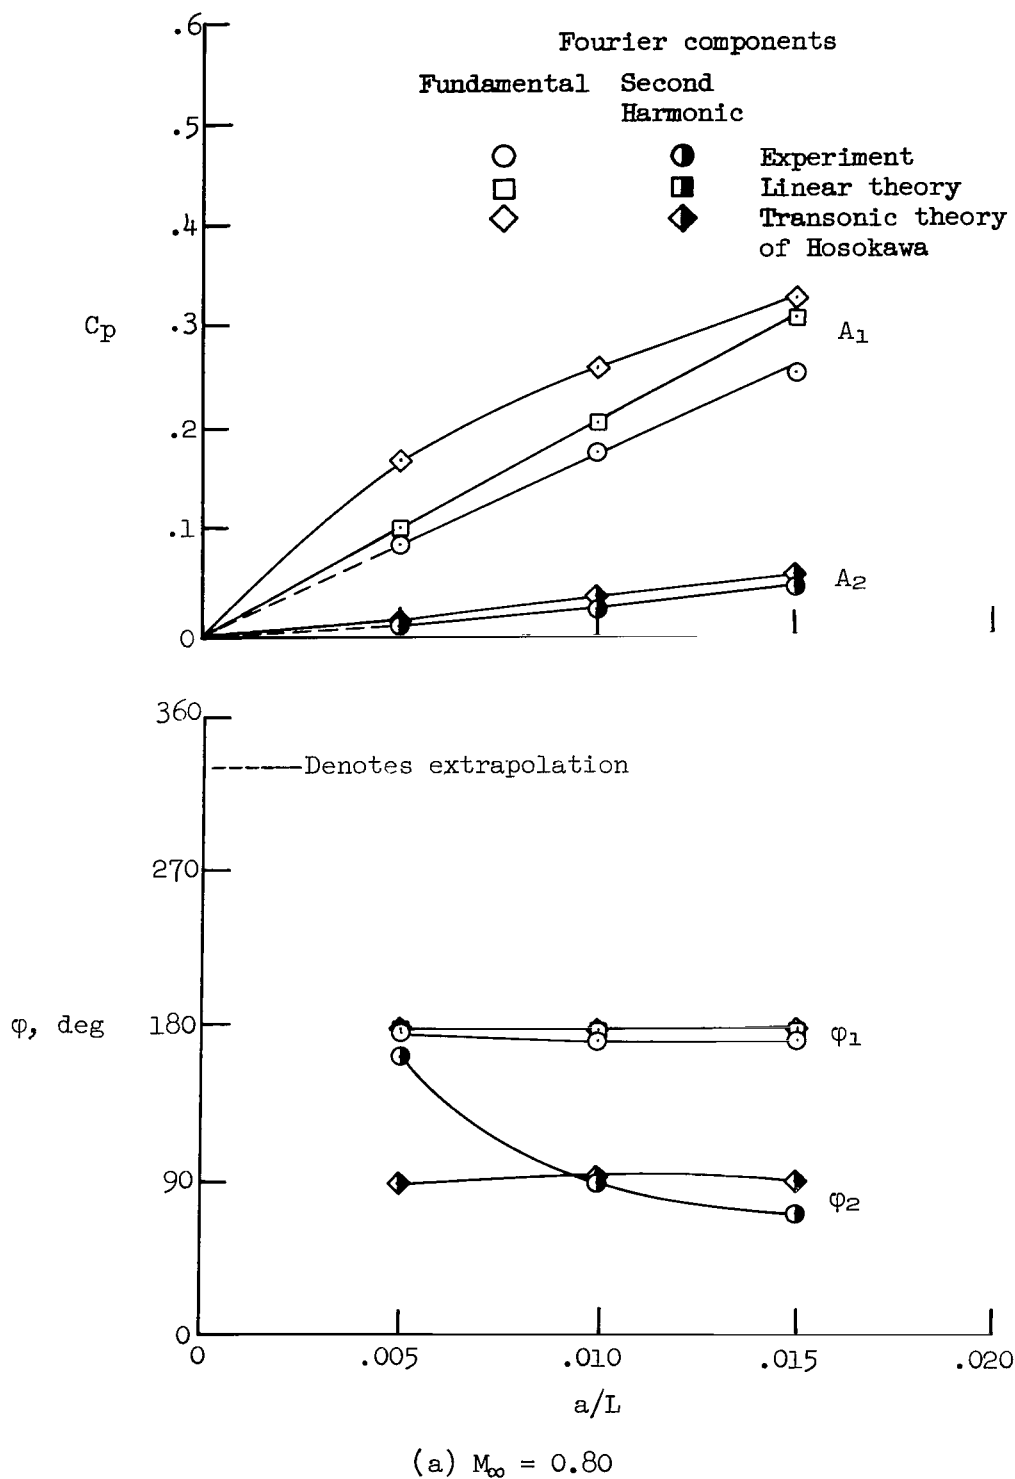 Fourier components
Fundamental Second Harmonic
Experiment
Linear theory
Transonic theory of Hosokawa
.6
.5
.4
.3
.2
.1
0
Cp
A1
A2
360
270
180
90
0
Denotes extrapolation
φ, deg
φ1
φ2
0 .005 .010 .015 .020
a/L
(a) M∞ = 0.80